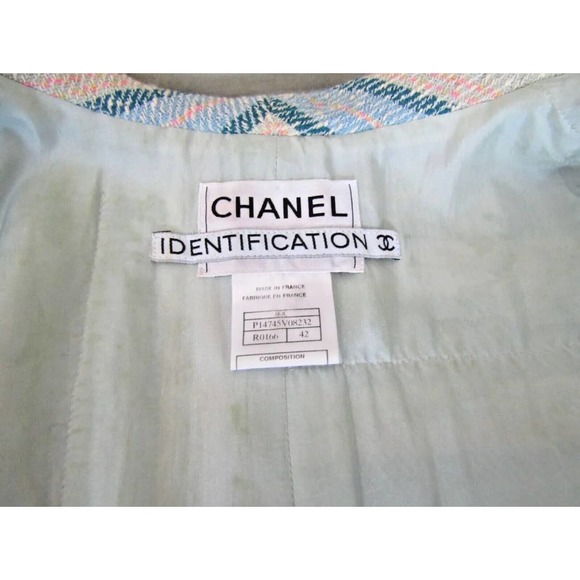 CHANEL
IDENTIFICATION
MADE IN FRANCE
FABRIQUE EN FRANCE
P14745V08232
R0166 42
COMPOSITION